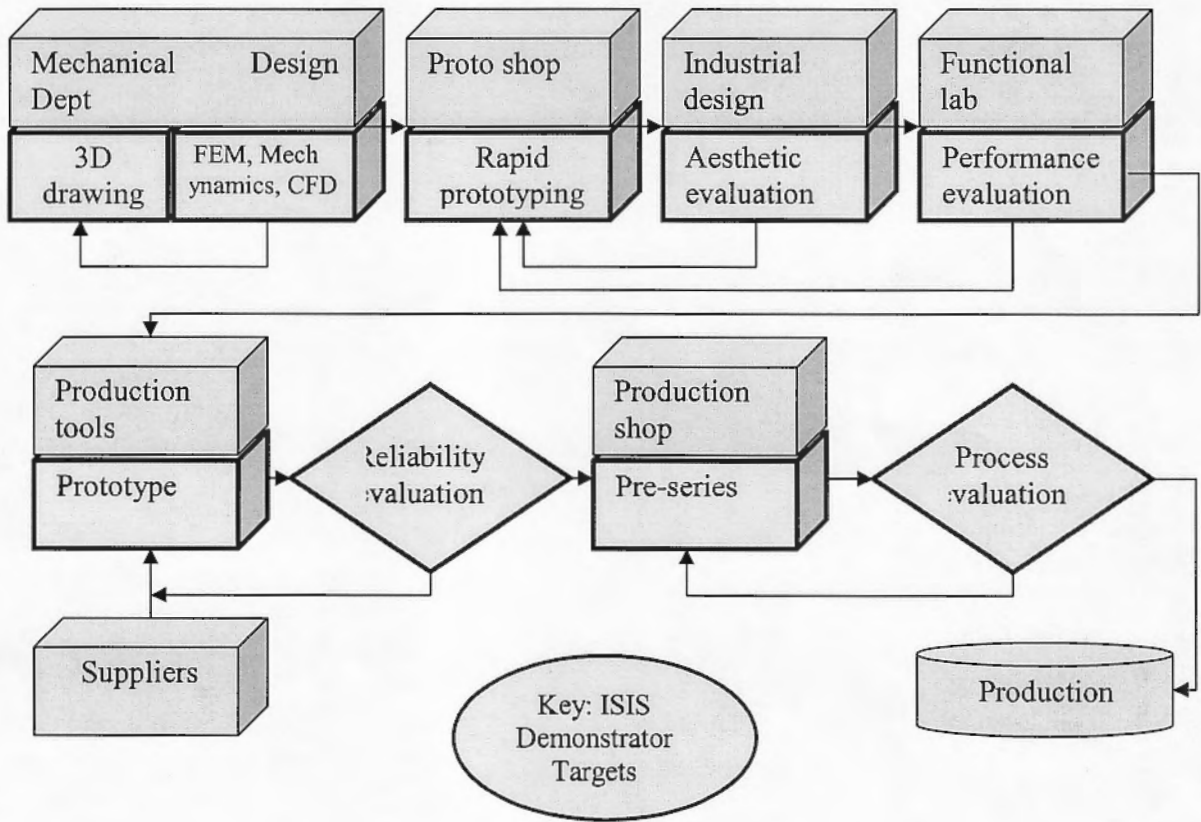 Mechanical Design
Dept
3D
drawing
FEM, Mech
ynamics, CFD
Proto shop
Rapid
prototyping
Industrial
design
Aesthetic
evaluation
Functional
lab
Performance
evaluation
Production
tools
Prototype
Reliability
valuation
Production
shop
Pre-series
Process
valuation
Suppliers
Key: ISIS
Demonstrator
Targets
Production